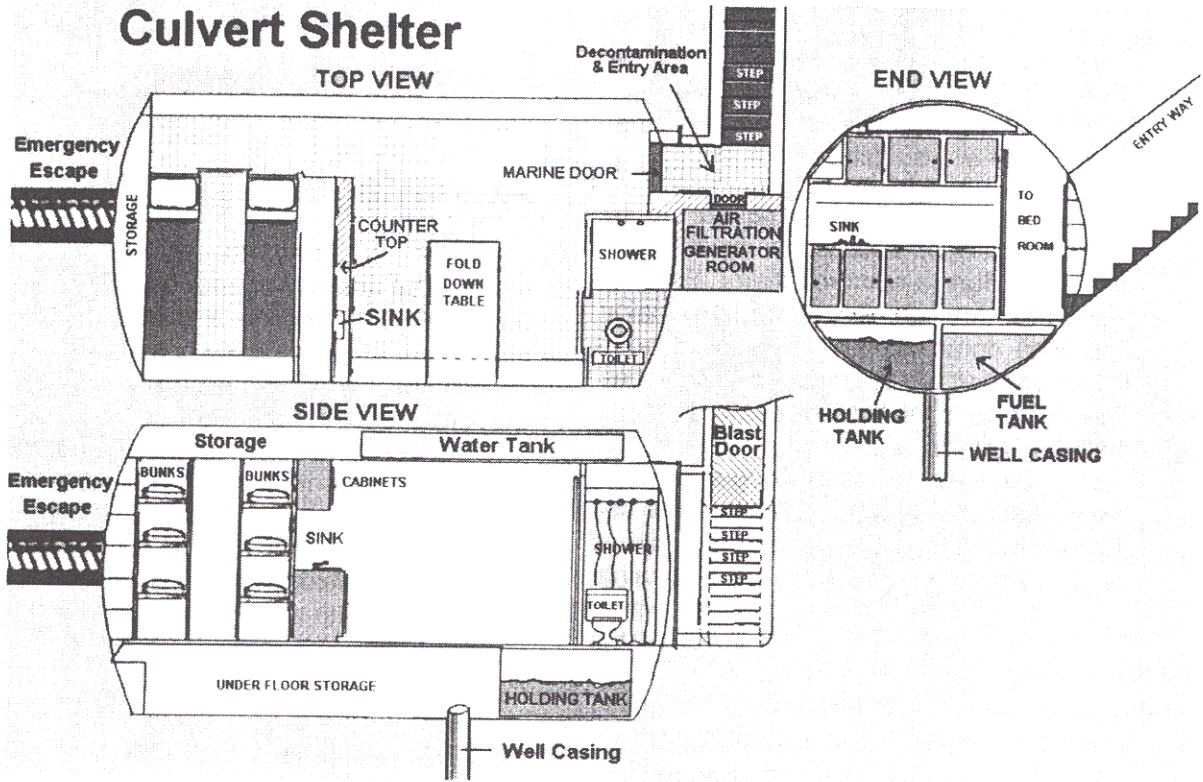 Culvert Shelter
TOP VIEW
Decontamination
& Entry Area
STEP
STEP
STEP
Emergency
Escape
STORAGE
COUNTER
TOP
SINK
FOLD
DOWN
TABLE
MARINE DOOR
DOOR
AIR
FILTRATION
GENERATOR
ROOM
SHOWER
TOILET
END VIEW
ENTRY WAY
SINK
TO
BED
ROOM
HOLDING
TANK
FUEL
TANK
WELL CASING
SIDE VIEW
Storage
Water Tank
Blast
Door
Emergency
Escape
BUNKS
BUNKS
CABINETS
SINK
SHOWER
TOILET
STEP
STEP
STEP
STEP
UNDER FLOOR STORAGE
HOLDING TANK
Well Casing